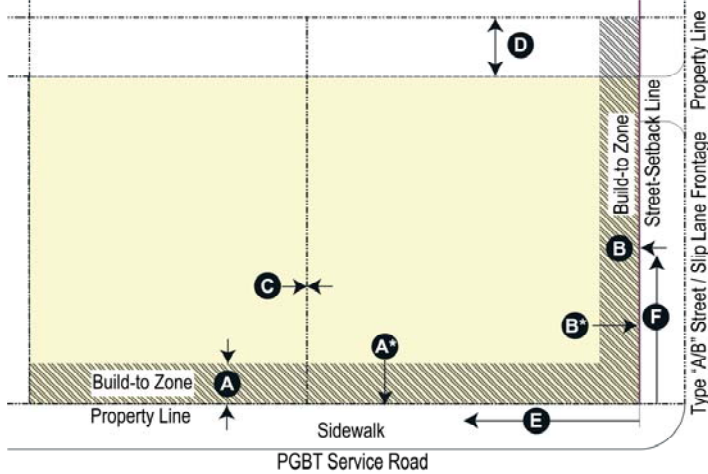 D
Property Line
Build-to Zone
Street-Setback Line
Type "A/B" Street / Slip Lane Frontage
B
C
B*
F
A*
Build-to Zone
A
Property Line
E
Sidewalk
PGBT Service Road